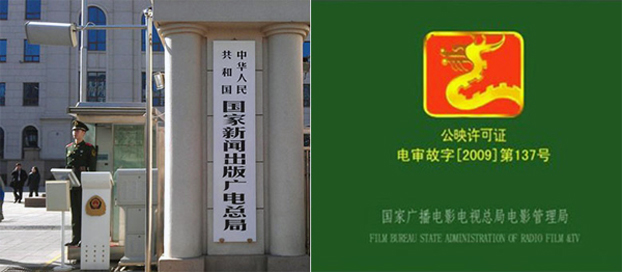 中华人民
共和国
国家新闻出版广电总局
公映许可证
电审故字[2009]第137号
国家广播电影电视总局电影管理局
FILM BUREAU STATE ADMINISTRATION OF RADIO FILM &TV